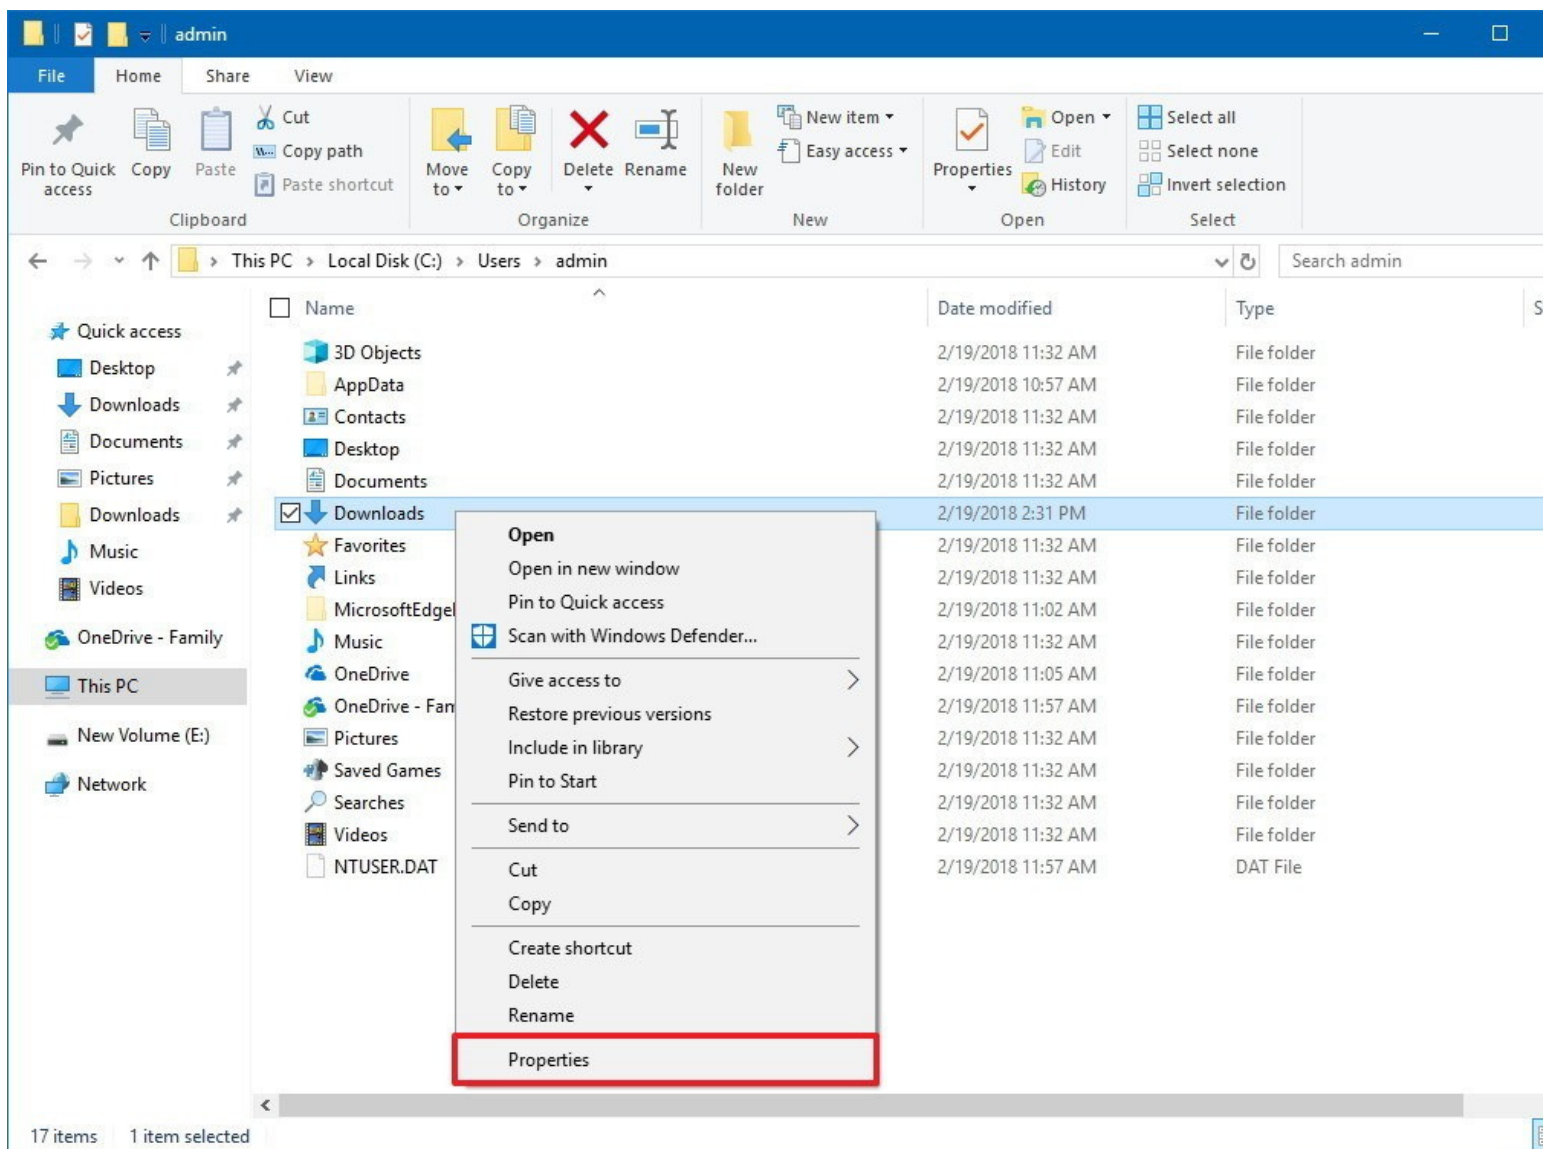 admin
File Home Share View
Pin to Quick access
Copy
Paste
Cut
Copy path
Paste shortcut
Clipboard
Move to
Copy to
Delete
Rename
Organize
New folder
New item
Easy access
New
Properties
Open
Edit
History
Open
Select all
Select none
Invert selection
Select
This PC > Local Disk (C:) > Users > admin
Search admin
Quick access
Desktop
Downloads
Documents
Pictures
Downloads
Music
Videos
OneDrive - Family
This PC
New Volume (E:)
Network
Name Date modified Type S
3D Objects 2/19/2018 11:32 AM File folder
AppData 2/19/2018 10:57 AM File folder
Contacts 2/19/2018 11:32 AM File folder
Desktop 2/19/2018 11:32 AM File folder
Documents 2/19/2018 11:32 AM File folder
Downloads 2/19/2018 2:31 PM File folder
Favorites 2/19/2018 11:32 AM File folder
Links 2/19/2018 11:32 AM File folder
MicrosoftEdge 2/19/2018 11:02 AM File folder
Music 2/19/2018 11:32 AM File folder
OneDrive 2/19/2018 11:05 AM File folder
OneDrive - Fam 2/19/2018 11:57 AM File folder
Pictures 2/19/2018 11:32 AM File folder
Saved Games 2/19/2018 11:32 AM File folder
Searches 2/19/2018 11:32 AM File folder
Videos 2/19/2018 11:32 AM File folder
NTUSER.DAT 2/19/2018 11:57 AM DAT File
Open
Open in new window
Pin to Quick access
Scan with Windows Defender...
Give access to
Restore previous versions
Include in library
Pin to Start
Send to
Cut
Copy
Create shortcut
Delete
Rename
Properties
17 items 1 item selected